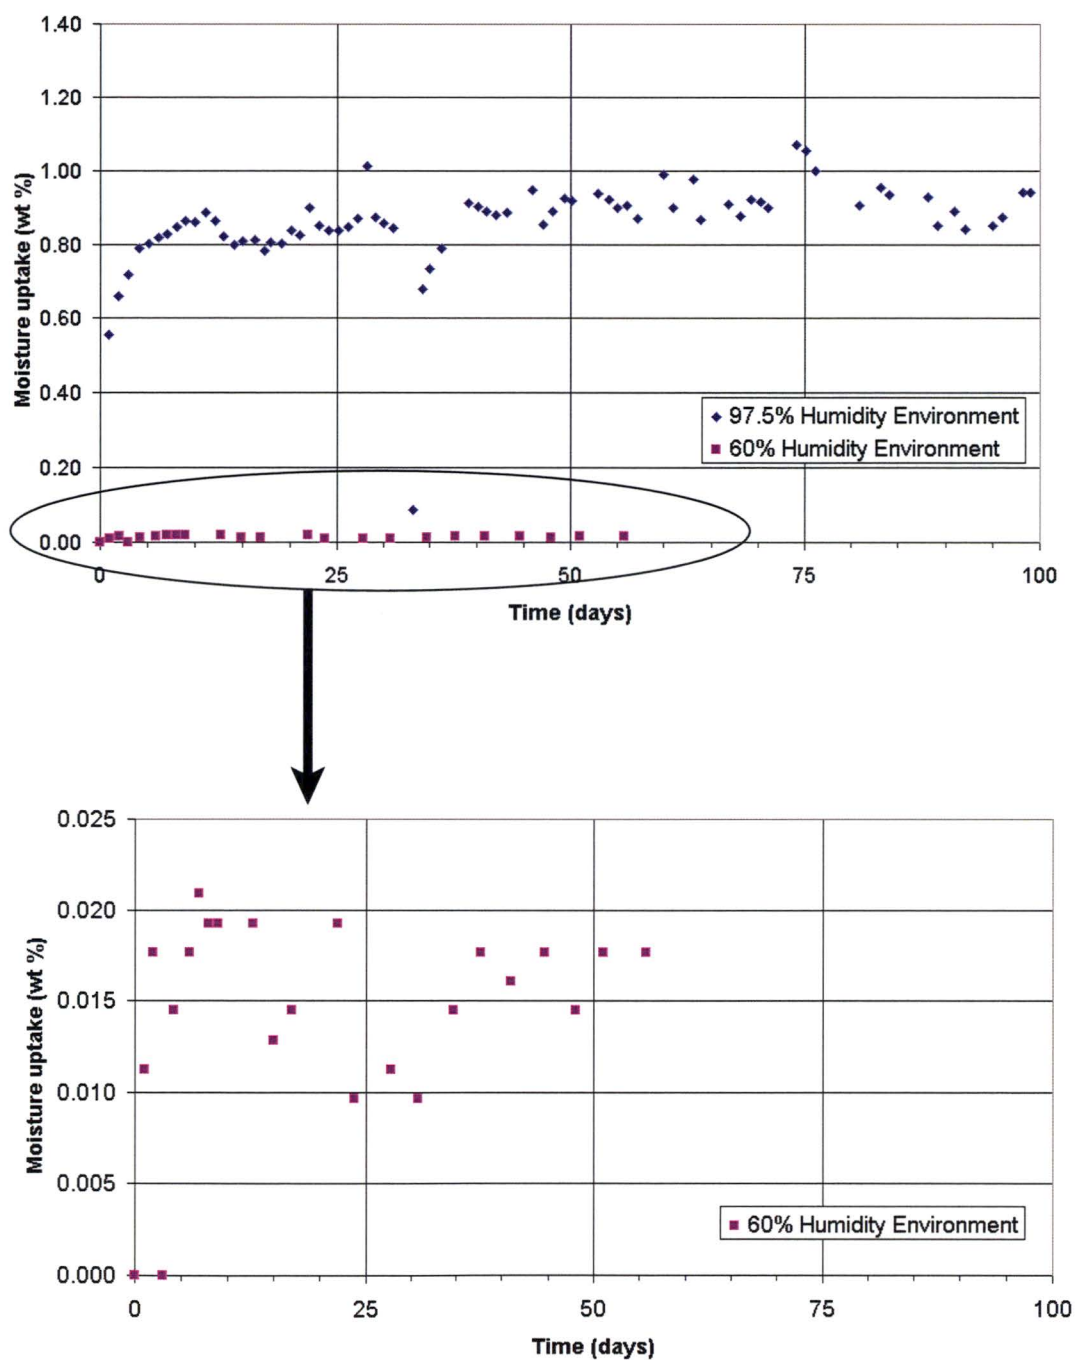 1.40
1.20
1.00
0.80
0.60
0.40
0.20
0.00
Moisture uptake (wt %)
97.5% Humidity Environment
60% Humidity Environment
0 25 50 75 100
Time (days)
0.025
0.020
0.015
0.010
0.005
0.000
Moisture uptake (wt %)
60% Humidity Environment
0 25 50 75 100
Time (days)